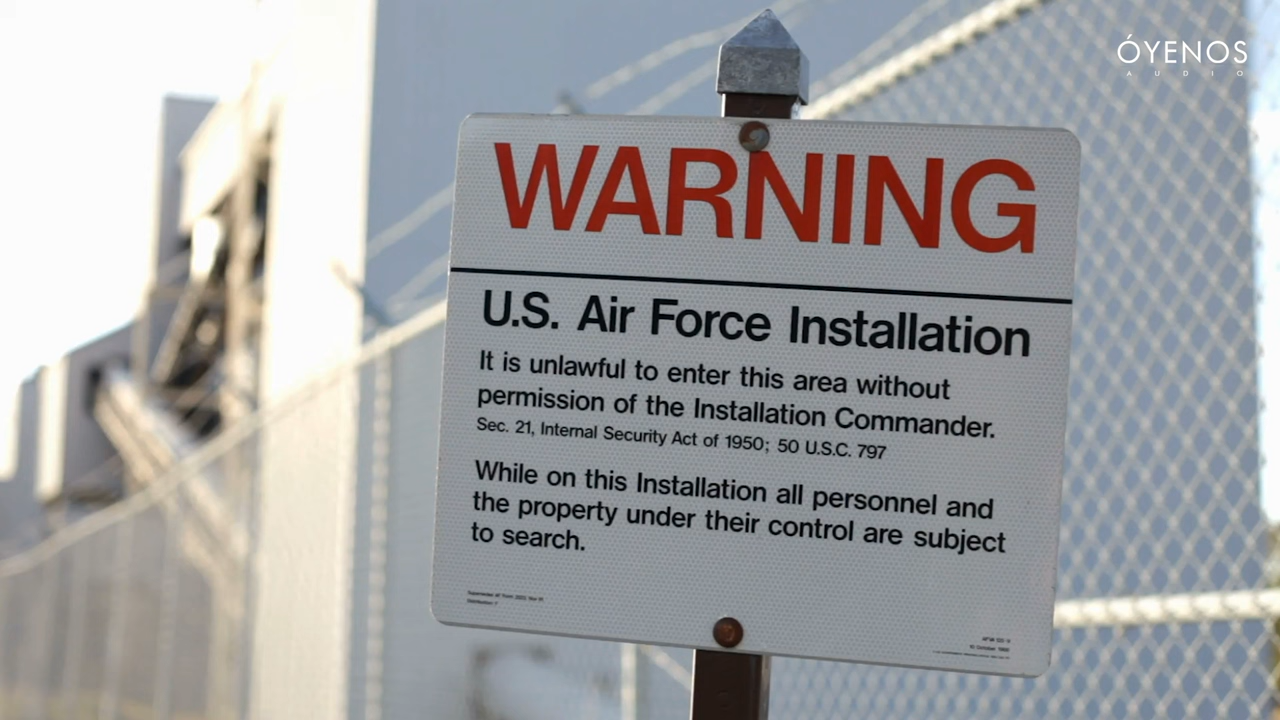 ÓYENOS
AUDIO
WARNING
U.S. Air Force Installation
It is unlawful to enter this area without
permission of the Installation Commander.
Sec. 21, Internal Security Act of 1950; 50 U.S.C. 797
While on this Installation all personnel and
the property under their control are subject
to search.